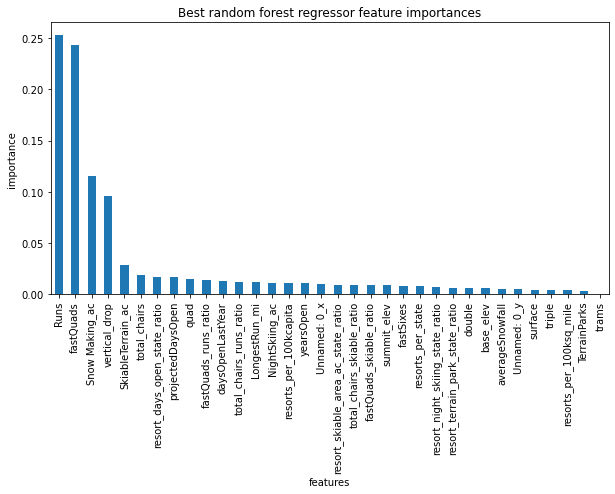 Best random forest regressor feature importances
importance
0.25
0.20
0.15
0.10
0.05
0.00
Runs
fastQuads
Snow Making_ac
vertical_drop
SkiableTerrain_ac
total_chairs
resort_days_open_state_ratio
projectedDaysOpen
quad
fastQuads_runs_ratio
daysOpenLastYear
total_chairs_runs_ratio
LongestRun_mi
NightSkiing_ac
resorts_per_100kcapita
yearsOpen
Unnamed: 0_x
resort_skiable_area_ac_state_ratio
total_chairs_skiable_ratio
fastQuads_skiable_ratio
summit_elev
fastSixes
resorts_per_state
resort_night_skiing_state_ratio
resort_terrain_park_state_ratio
double
base_elev
averageSnowfall
Unnamed: 0_y
surface
triple
resorts_per_100ksq_mile
TerrainParks
trams
features